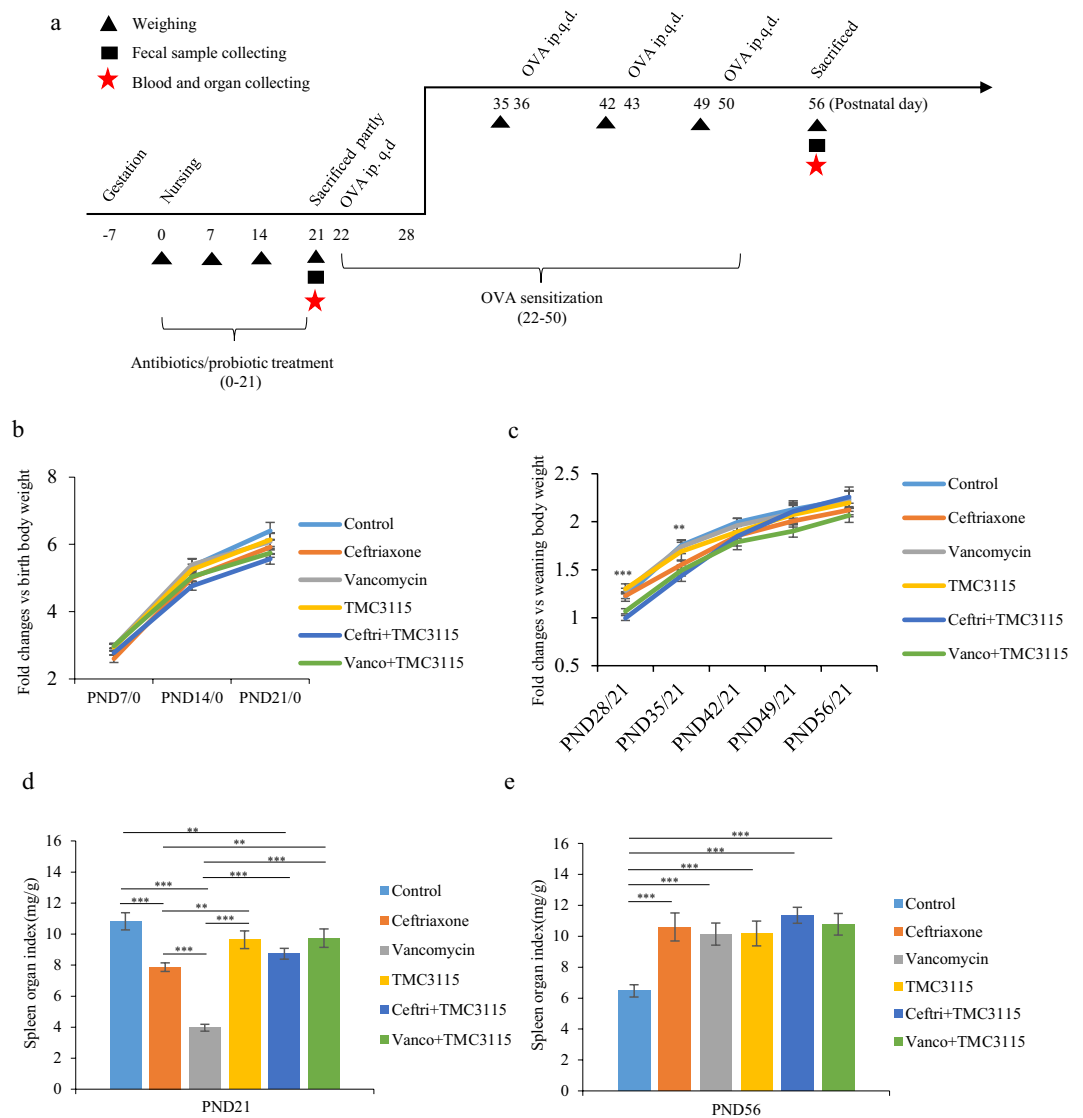 a
Weighing
Fecal sample collecting
Blood and organ collecting
OVA ip.q.d.
OVA ip.q.d.
OVA ip.q.d.
Sacrificed
35 36 42 43 49 50 56 (Postnatal day)
Gestation
Nursing
Sacrificed partly
OVA ip. q.d
-7 0 7 14 21 22 28
OVA sensitization
(22-50)
Antibiotics/probiotic treatment
(0-21)
b
Fold changes vs birth body weight
8
6
4
2
PND7/0 PND14/0 PND21/0
Control
Ceftriaxone
Vancomycin
TMC3115
Ceftri+TMC3115
Vanco+TMC3115
c
Fold changes vs weaning body weight
2.5
2
1.5
1
0.5
***
**
PND28/21
PND35/21
PND42/21
PND49/21
PND56/21
Control
Ceftriaxone
Vancomycin
TMC3115
Ceftri+TMC3115
Vanco+TMC3115
d
Spleen organ index(mg/g)
16
14
12
10
8
6
4
2
0
**
**
***
***
***
***
**
***
***
PND21
Control
Ceftriaxone
Vancomycin
TMC3115
Ceftri+TMC3115
Vanco+TMC3115
e
Spleen organ index(mg/g)
16
14
12
10
8
6
4
2
0
***
***
***
***
***
PND56
Control
Ceftriaxone
Vancomycin
TMC3115
Ceftri+TMC3115
Vanco+TMC3115